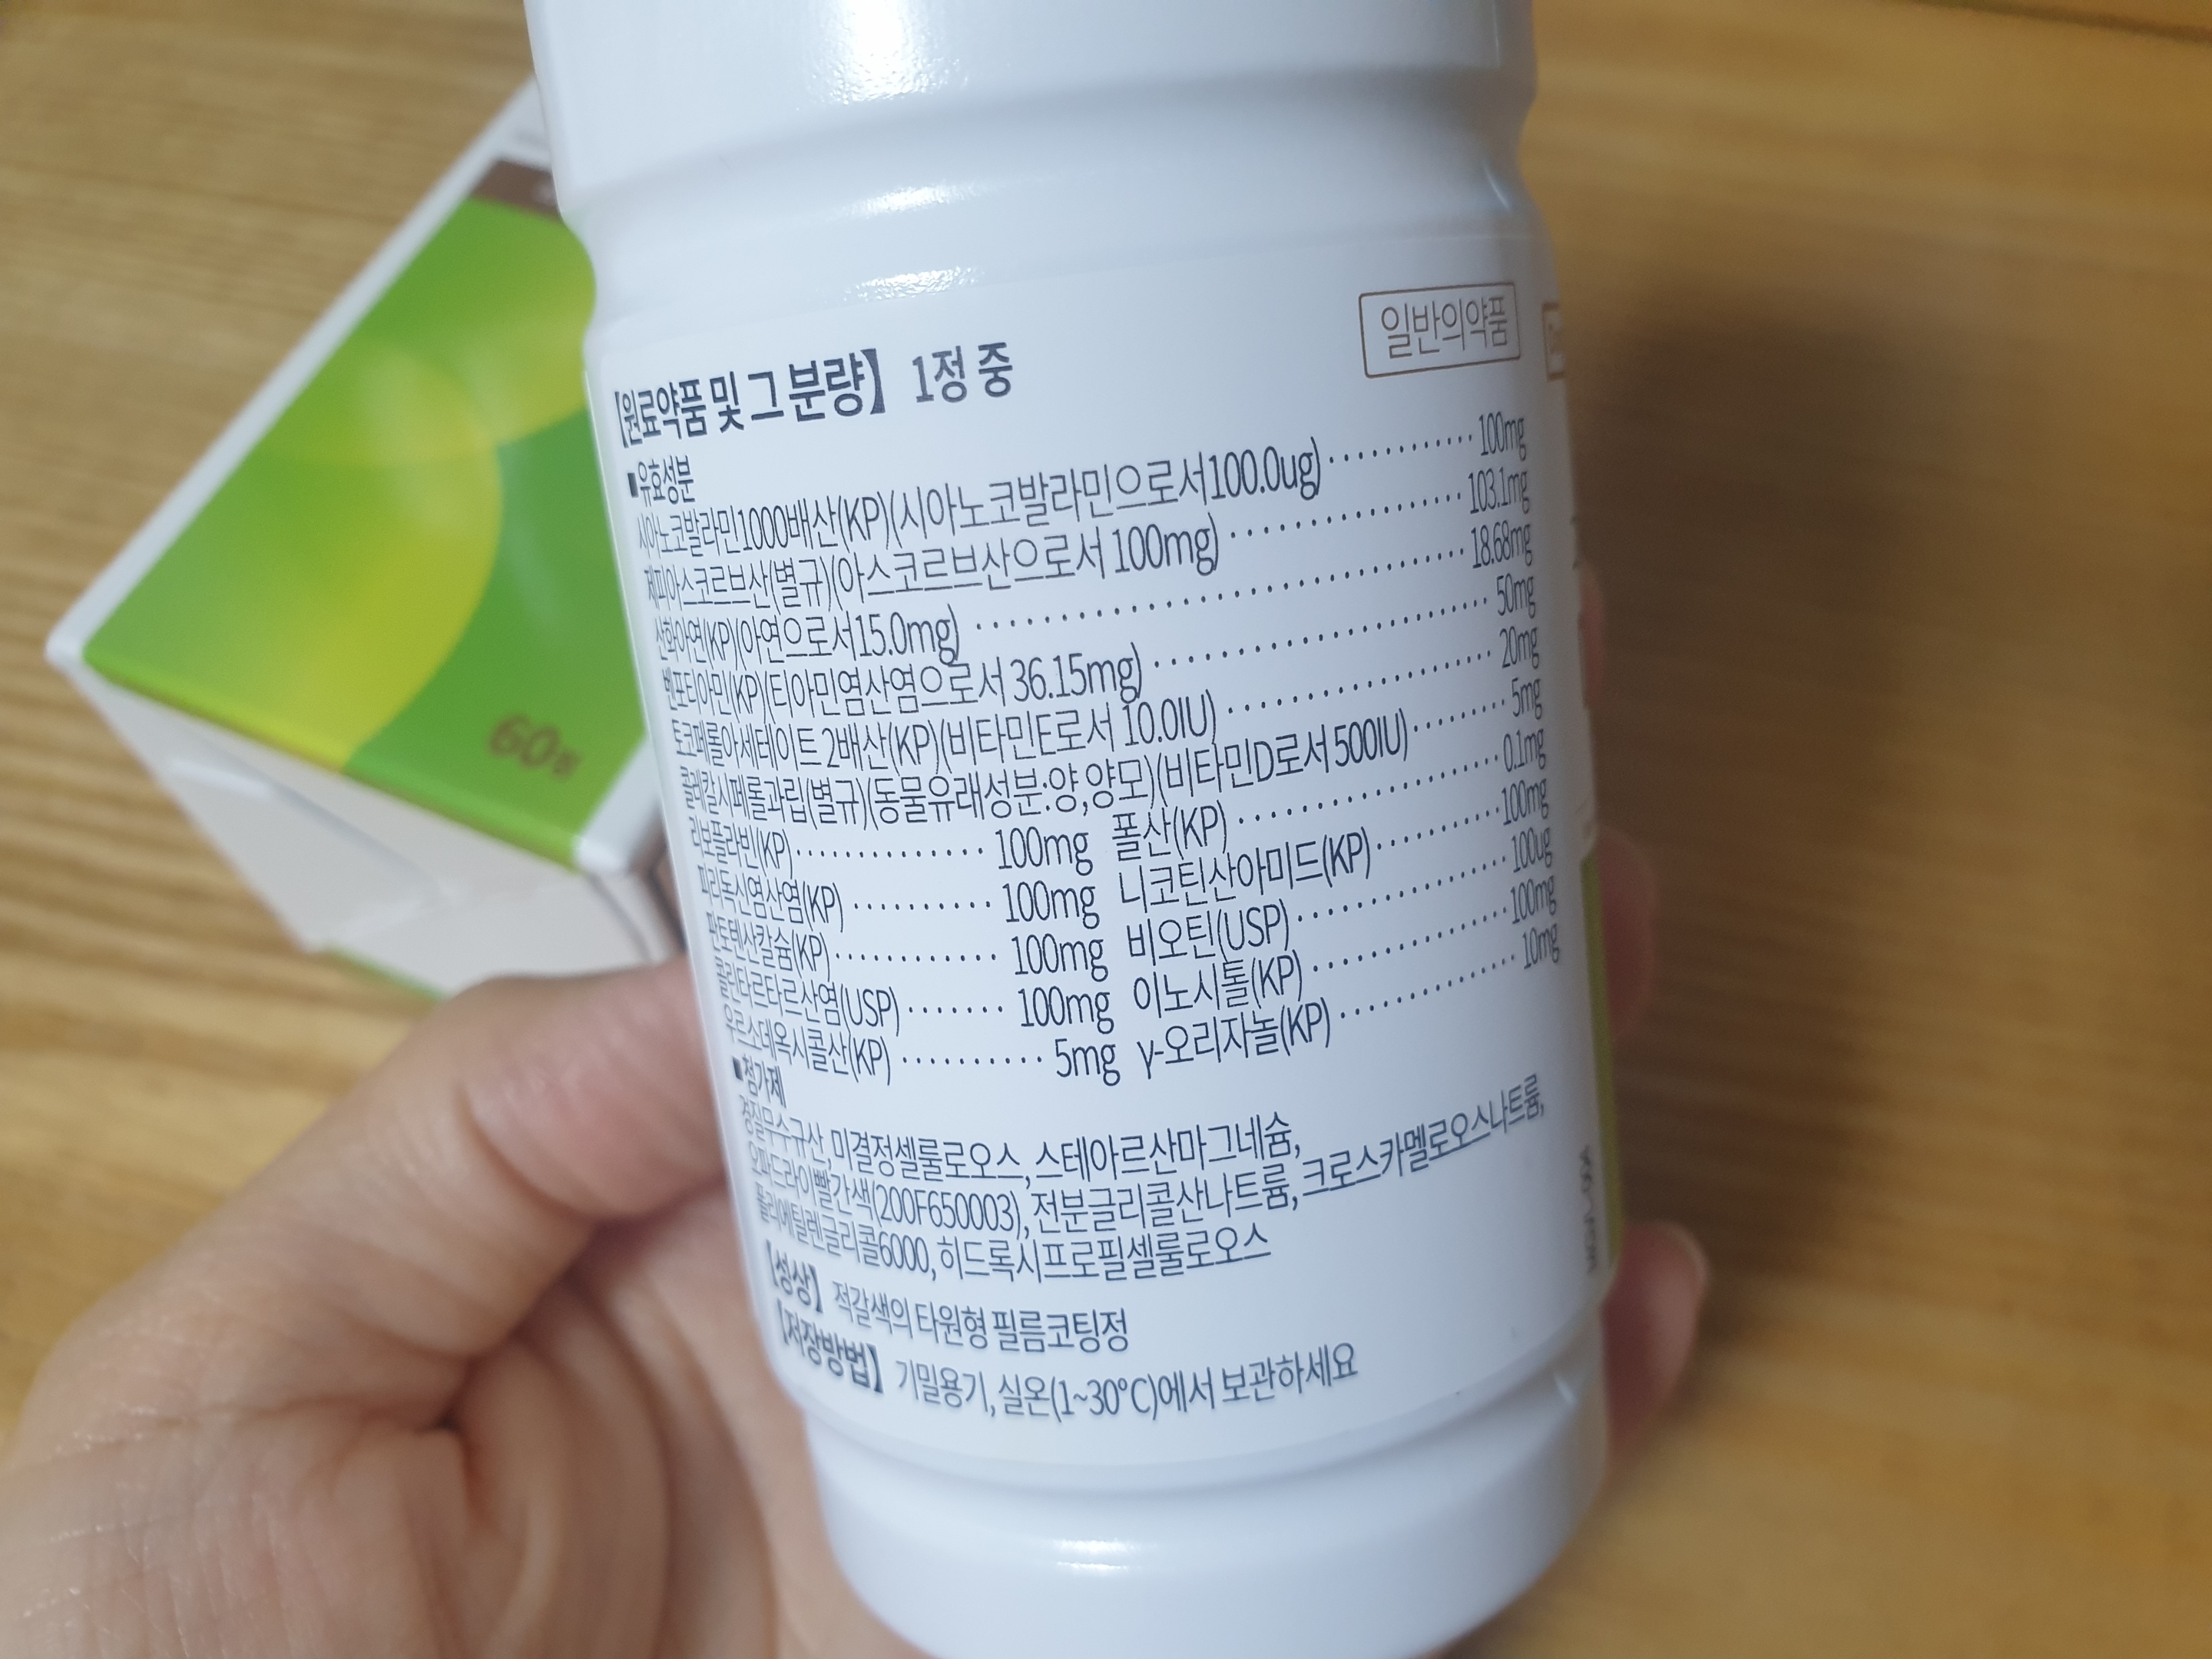 일반의약품
【원료약품 및 그 분량】 1정 중
■유효성분
시아노코발라민1000배산(KP)(시아노코발라민으로서100.0ug)············100mg
제피아스코르브산(별규)(아스코르브산으로서 100mg)··················103.1mg
산화아연(KP)(아연으로서15.0mg)··················18.68mg
벤포티아민(KP)(티아민염산염으로서 36.15mg)··················50mg
토코페롤아세테이트 2배산(KP)(비타민E로서 10.0IU)··················20mg
콜레칼시페롤과립(별규)(동물유래성분:양,양모)(비타민D로서 500IU)·········5mg
리보플라빈(KP)··············100mg 폴산(KP)··················0.1mg
피리독신염산염(KP)··········100mg 니코틴산아미드(KP)··········100mg
판토텐산칼슘(KP)············100mg 비오틴(USP)··············100ug
콜린타르타르산염(USP)·······100mg 이노시톨(KP)··············100mg
우르소데옥시콜산(KP)··········5mg γ-오리자놀(KP)············10mg
■첨가제
경질무수규산, 미결정셀룰로오스, 스테아르산마그네슘,
오파드라이빨간색(200F650003), 전분글리콜산나트륨, 크로스카멜로오스나트륨,
폴리에틸렌글리콜6000, 히드록시프로필셀룰로오스
【성상】 적갈색의 타원형 필름코팅정
【저장방법】 기밀용기, 실온(1~30°C)에서 보관하세요
60정